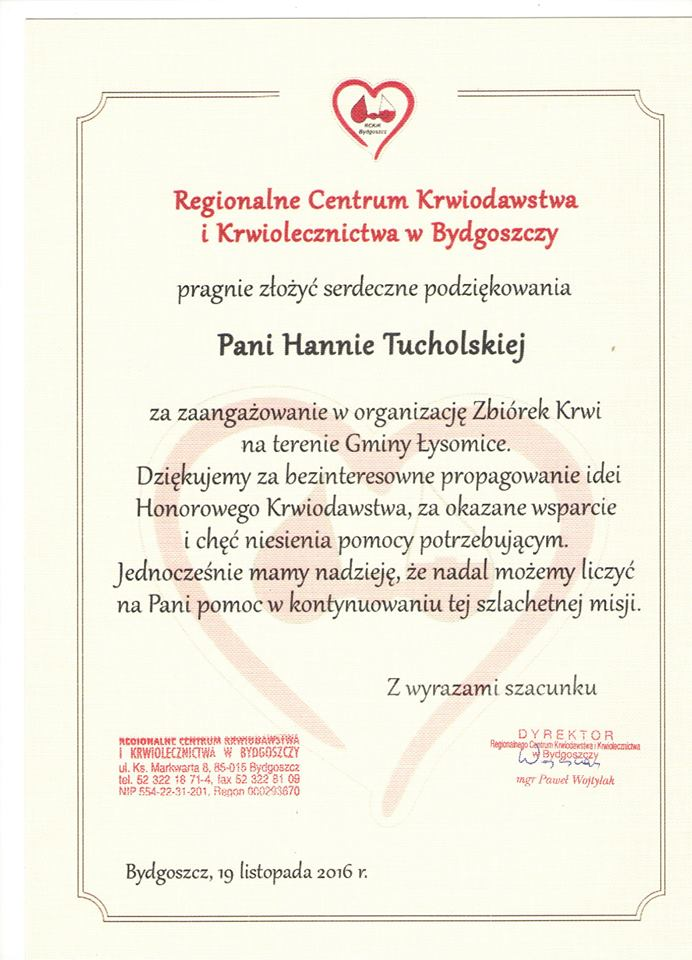 RCKiK
Bydgoszcz
Regionalne Centrum Krwiodawstwa
i Krwiolecznictwa w Bydgoszczy
pragnie złożyć serdeczne podziękowania
Pani Hannie Tucholskiej
za zaangażowanie w organizację Zbiórek Krwi
na terenie Gminy Łysomice.
Dziękujemy za bezinteresowne propagowanie idei
Honorowego Krwiodawstwa, za okazane wsparcie
i chęć niesienia pomocy potrzebującym.
Jednocześnie mamy nadzieję, że nadal możemy liczyć
na Pani pomoc w kontynuowaniu tej szlachetnej misji.
Z wyrazami szacunku
REGIONALNE CENTRUM KRWIODAWSTWA
I KRWIOLECZNICTWA W BYDGOSZCZY
ul. Ks. Markwarta 8, 85-015 Bydgoszcz
tel. 52 322 18 71-4, fax 52 322 81 09
NIP 554-22-31-201, Regon 000293870
DYREKTOR
Regionalnego Centrum Krwiodawstwa i Krwiolecznictwa
w Bydgoszczy
mgr Paweł Wojtylak
Bydgoszcz, 19 listopada 2016 r.